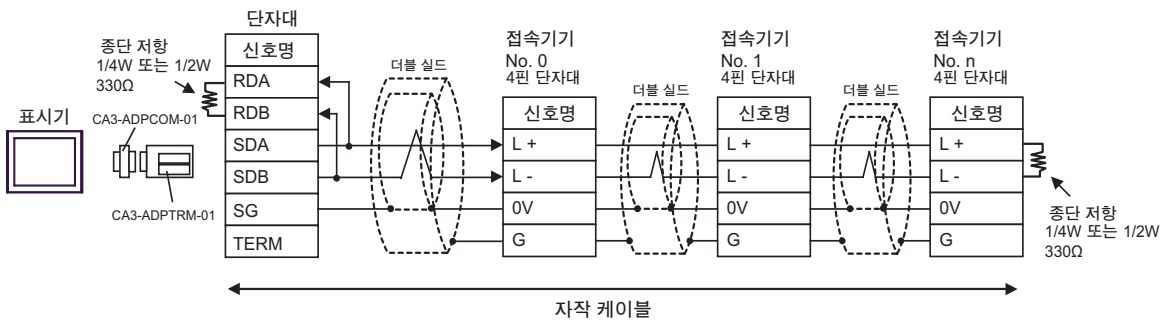 표시기
CA3-ADPCOM-01
CA3-ADPTRM-01
종단 저항
1/4W 또는 1/2W
330Ω
단자대
신호명
RDA
RDB
SDA
SDB
SG
TERM
더블 실드
접속기기
No. 0
4핀 단자대
신호명
L +
L -
0V
G
더블 실드
접속기기
No. 1
4핀 단자대
신호명
L +
L -
0V
G
더블 실드
접속기기
No. n
4핀 단자대
신호명
L +
L -
0V
G
종단 저항
1/4W 또는 1/2W
330Ω
자작 케이블